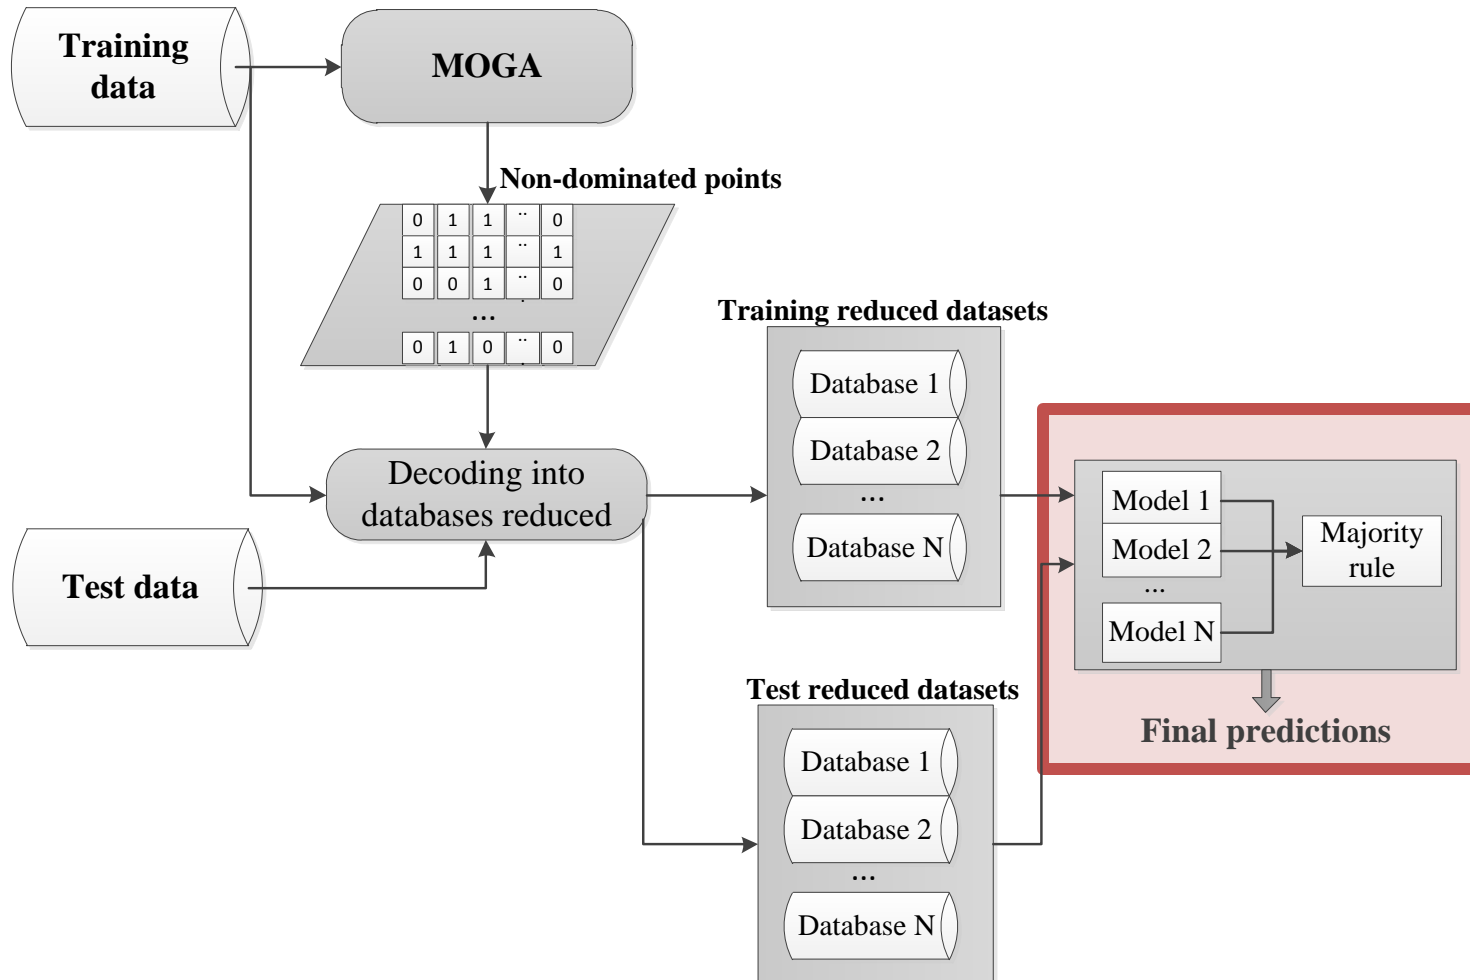 Training
data
MOGA
Non-dominated points
0 1 1 .. 0
1 1 1 .. 1
0 0 1 .. 0
.
...
0 1 0 .. 0
.
Decoding into
databases reduced
Test data
Training reduced datasets
Database 1
Database 2
...
Database N
Test reduced datasets
Database 1
Database 2
...
Database N
Model 1
Model 2
...
Model N
Majority
rule
Final predictions